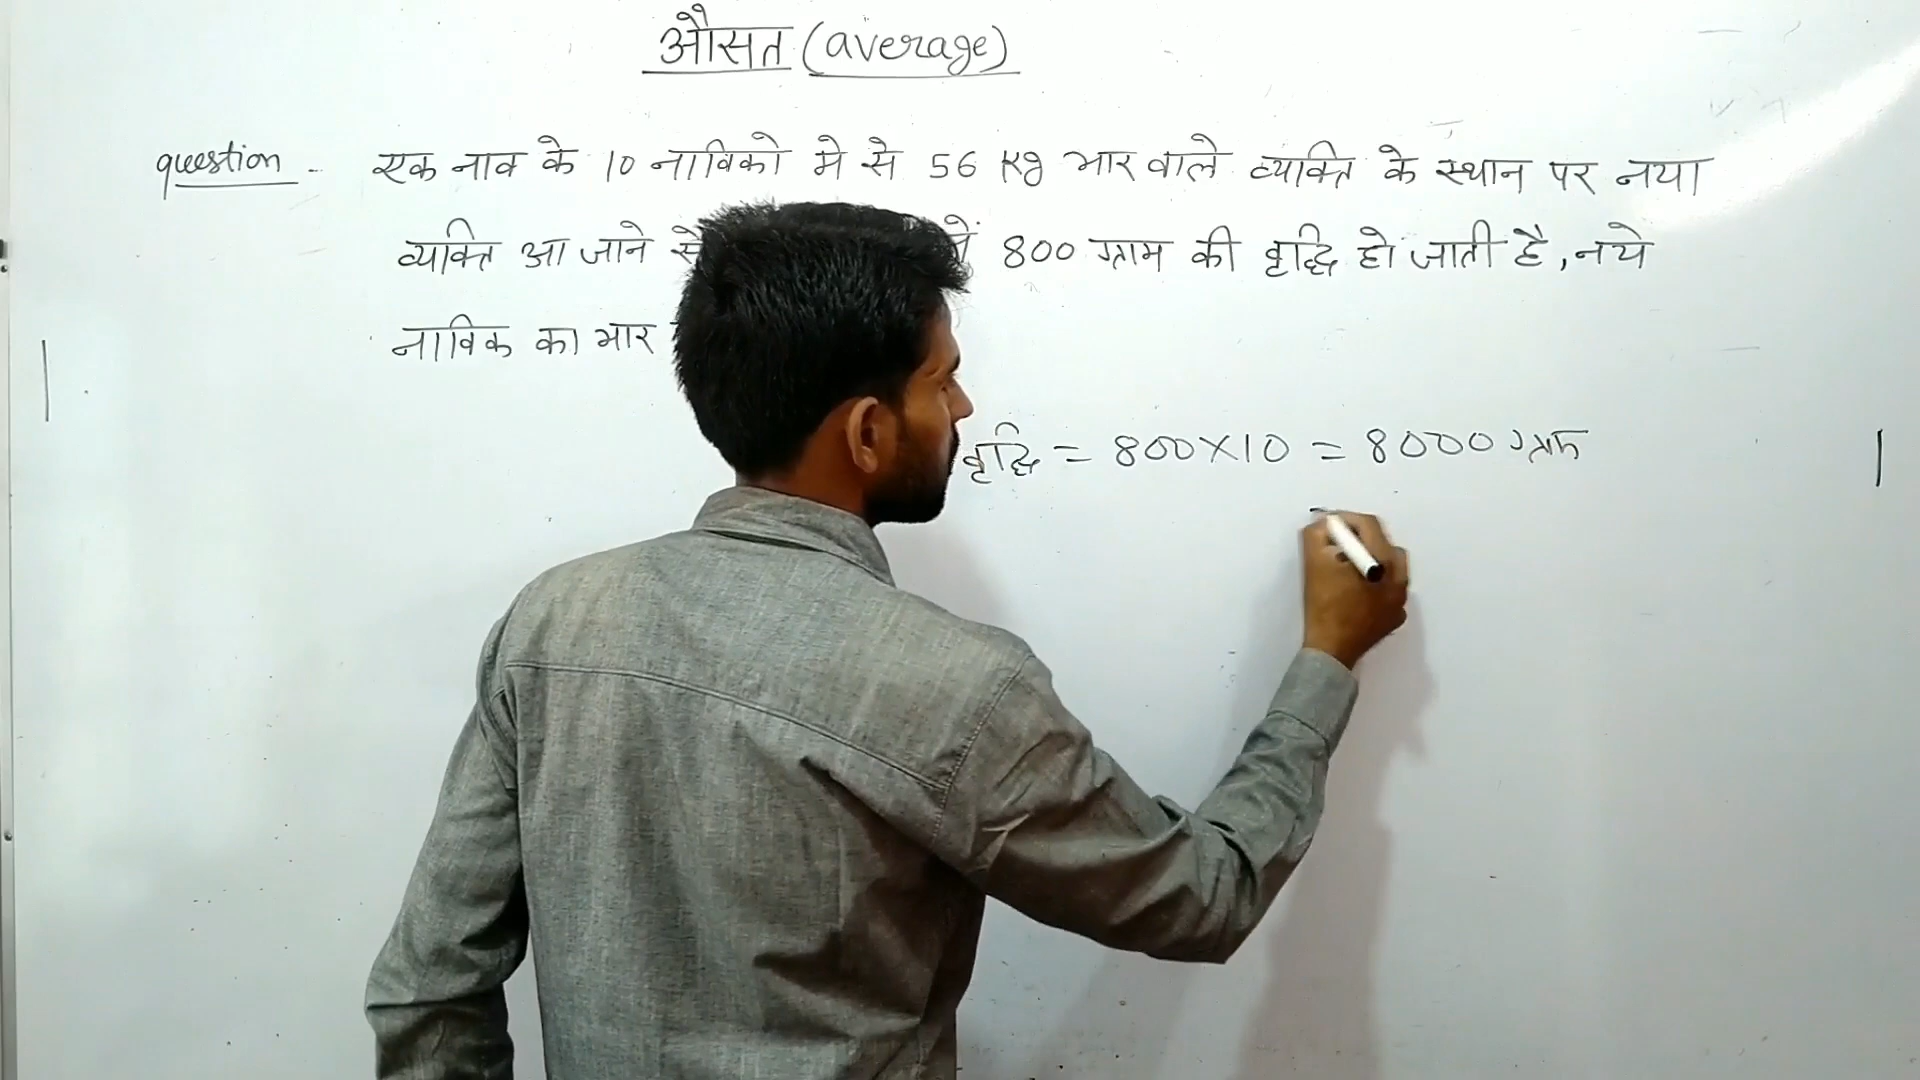 औसत (average)
question - एक नाव के 10 नाविको मे से 56 Kg भार वाले व्यक्ति के स्थान पर नया
व्यक्ति आ जाने से 800 ग्राम की वृद्धि हो जाती है, नये
नाविक का भार
वृद्धि = 800×10 = 8000 ग्राम